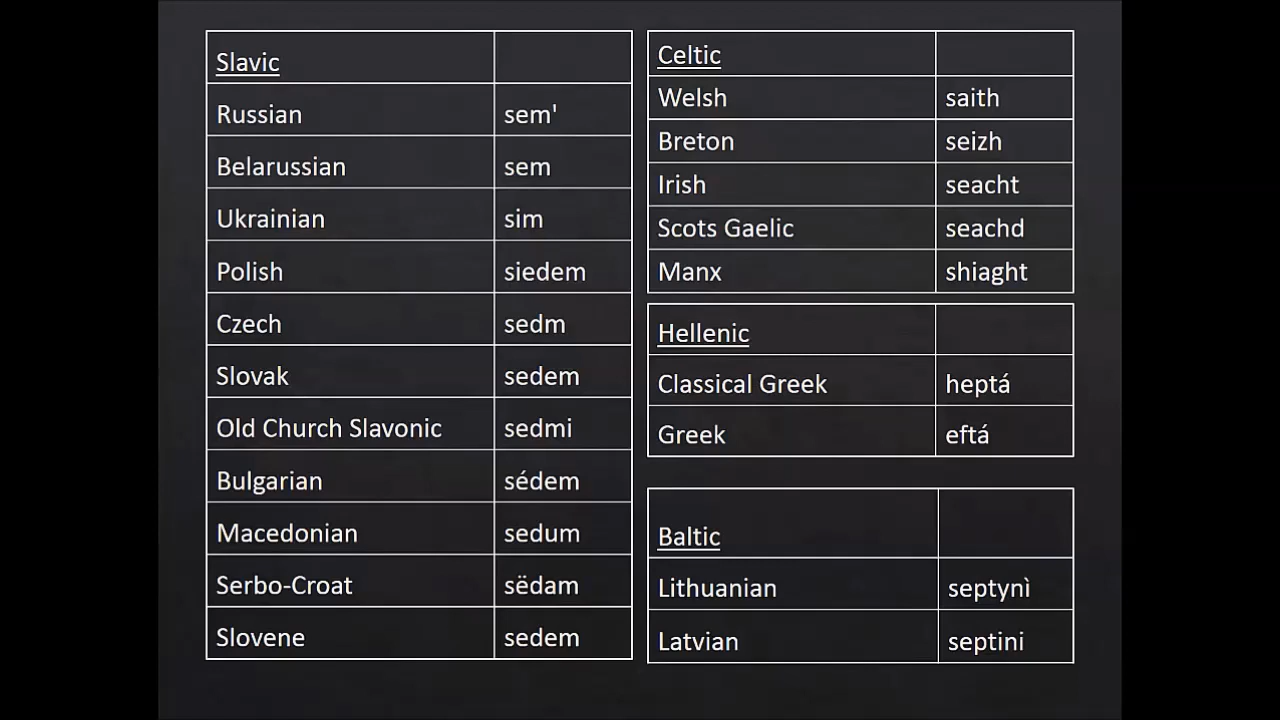 Slavic
Russian sem'
Belarussian sem
Ukrainian sim
Polish siedem
Czech sedm
Slovak sedem
Old Church Slavonic sedmi
Bulgarian sédem
Macedonian sedum
Serbo-Croat sëdam
Slovene sedem
Celtic
Welsh saith
Breton seizh
Irish seacht
Scots Gaelic seachd
Manx shiaght
Hellenic
Classical Greek heptá
Greek eftá
Baltic
Lithuanian septynì
Latvian septini